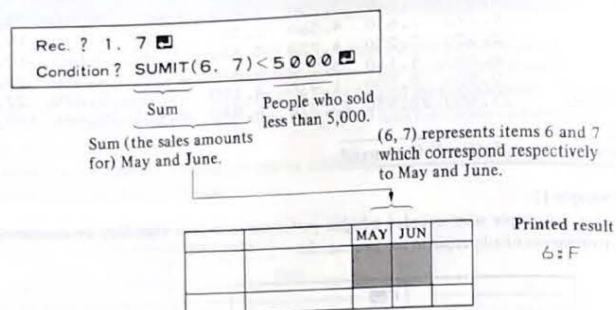 Rec. ? 1. 7 ↵
Condition ? SUMIT(6. 7)<5000 ↵
Sum
People who sold
less than 5,000.
Sum (the sales amounts
for) May and June.
(6, 7) represents items 6 and 7
which correspond respectively
to May and June.
MAY JUN
Printed result
6:F